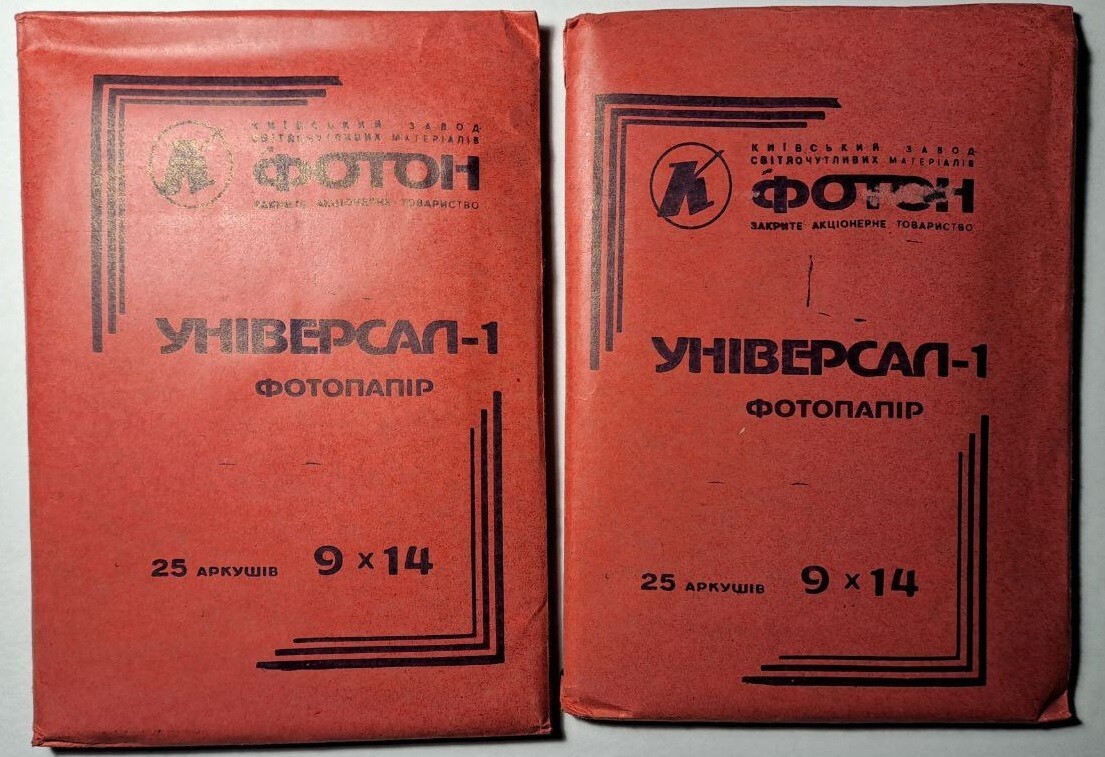 КИЇВСЬКИЙ ЗАВОД
СВІТЛОЧУТЛИВИХ МАТЕРІАЛІВ
ФОТОН
ЗАКРИТЕ АКЦІОНЕРНЕ ТОВАРИСТВО
УНІВЕРСАЛ-1
ФОТОПАПІР
25 АРКУШІВ 9 х 14
КИЇВСЬКИЙ ЗАВОД
СВІТЛОЧУТЛИВИХ МАТЕРІАЛІВ
ФОТОН
ЗАКРИТЕ АКЦІОНЕРНЕ ТОВАРИСТВО
УНІВЕРСАЛ-1
ФОТОПАПІР
25 АРКУШІВ 9 х 14